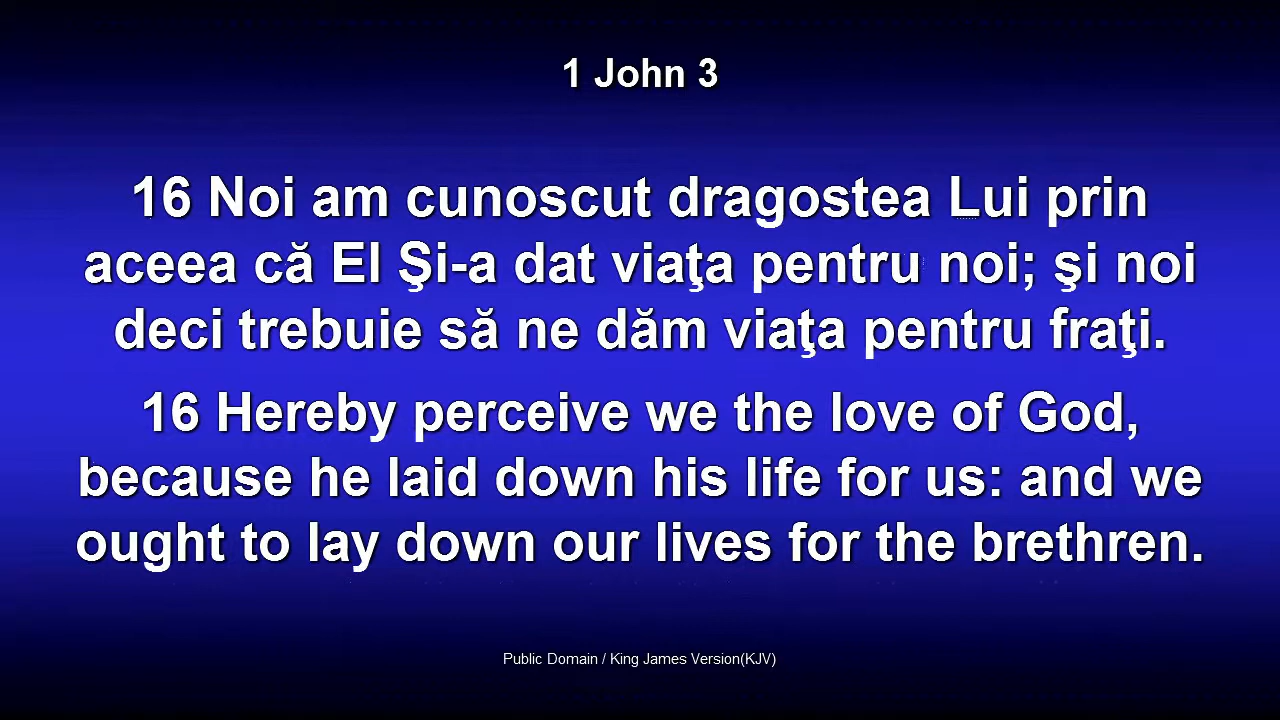 1 John 3
16 Noi am cunoscut dragostea Lui prin
aceea că El Şi-a dat viaţa pentru noi; şi noi
deci trebuie să ne dăm viaţa pentru fraţi.
16 Hereby perceive we the love of God,
because he laid down his life for us: and we
ought to lay down our lives for the brethren.
Public Domain / King James Version(KJV)